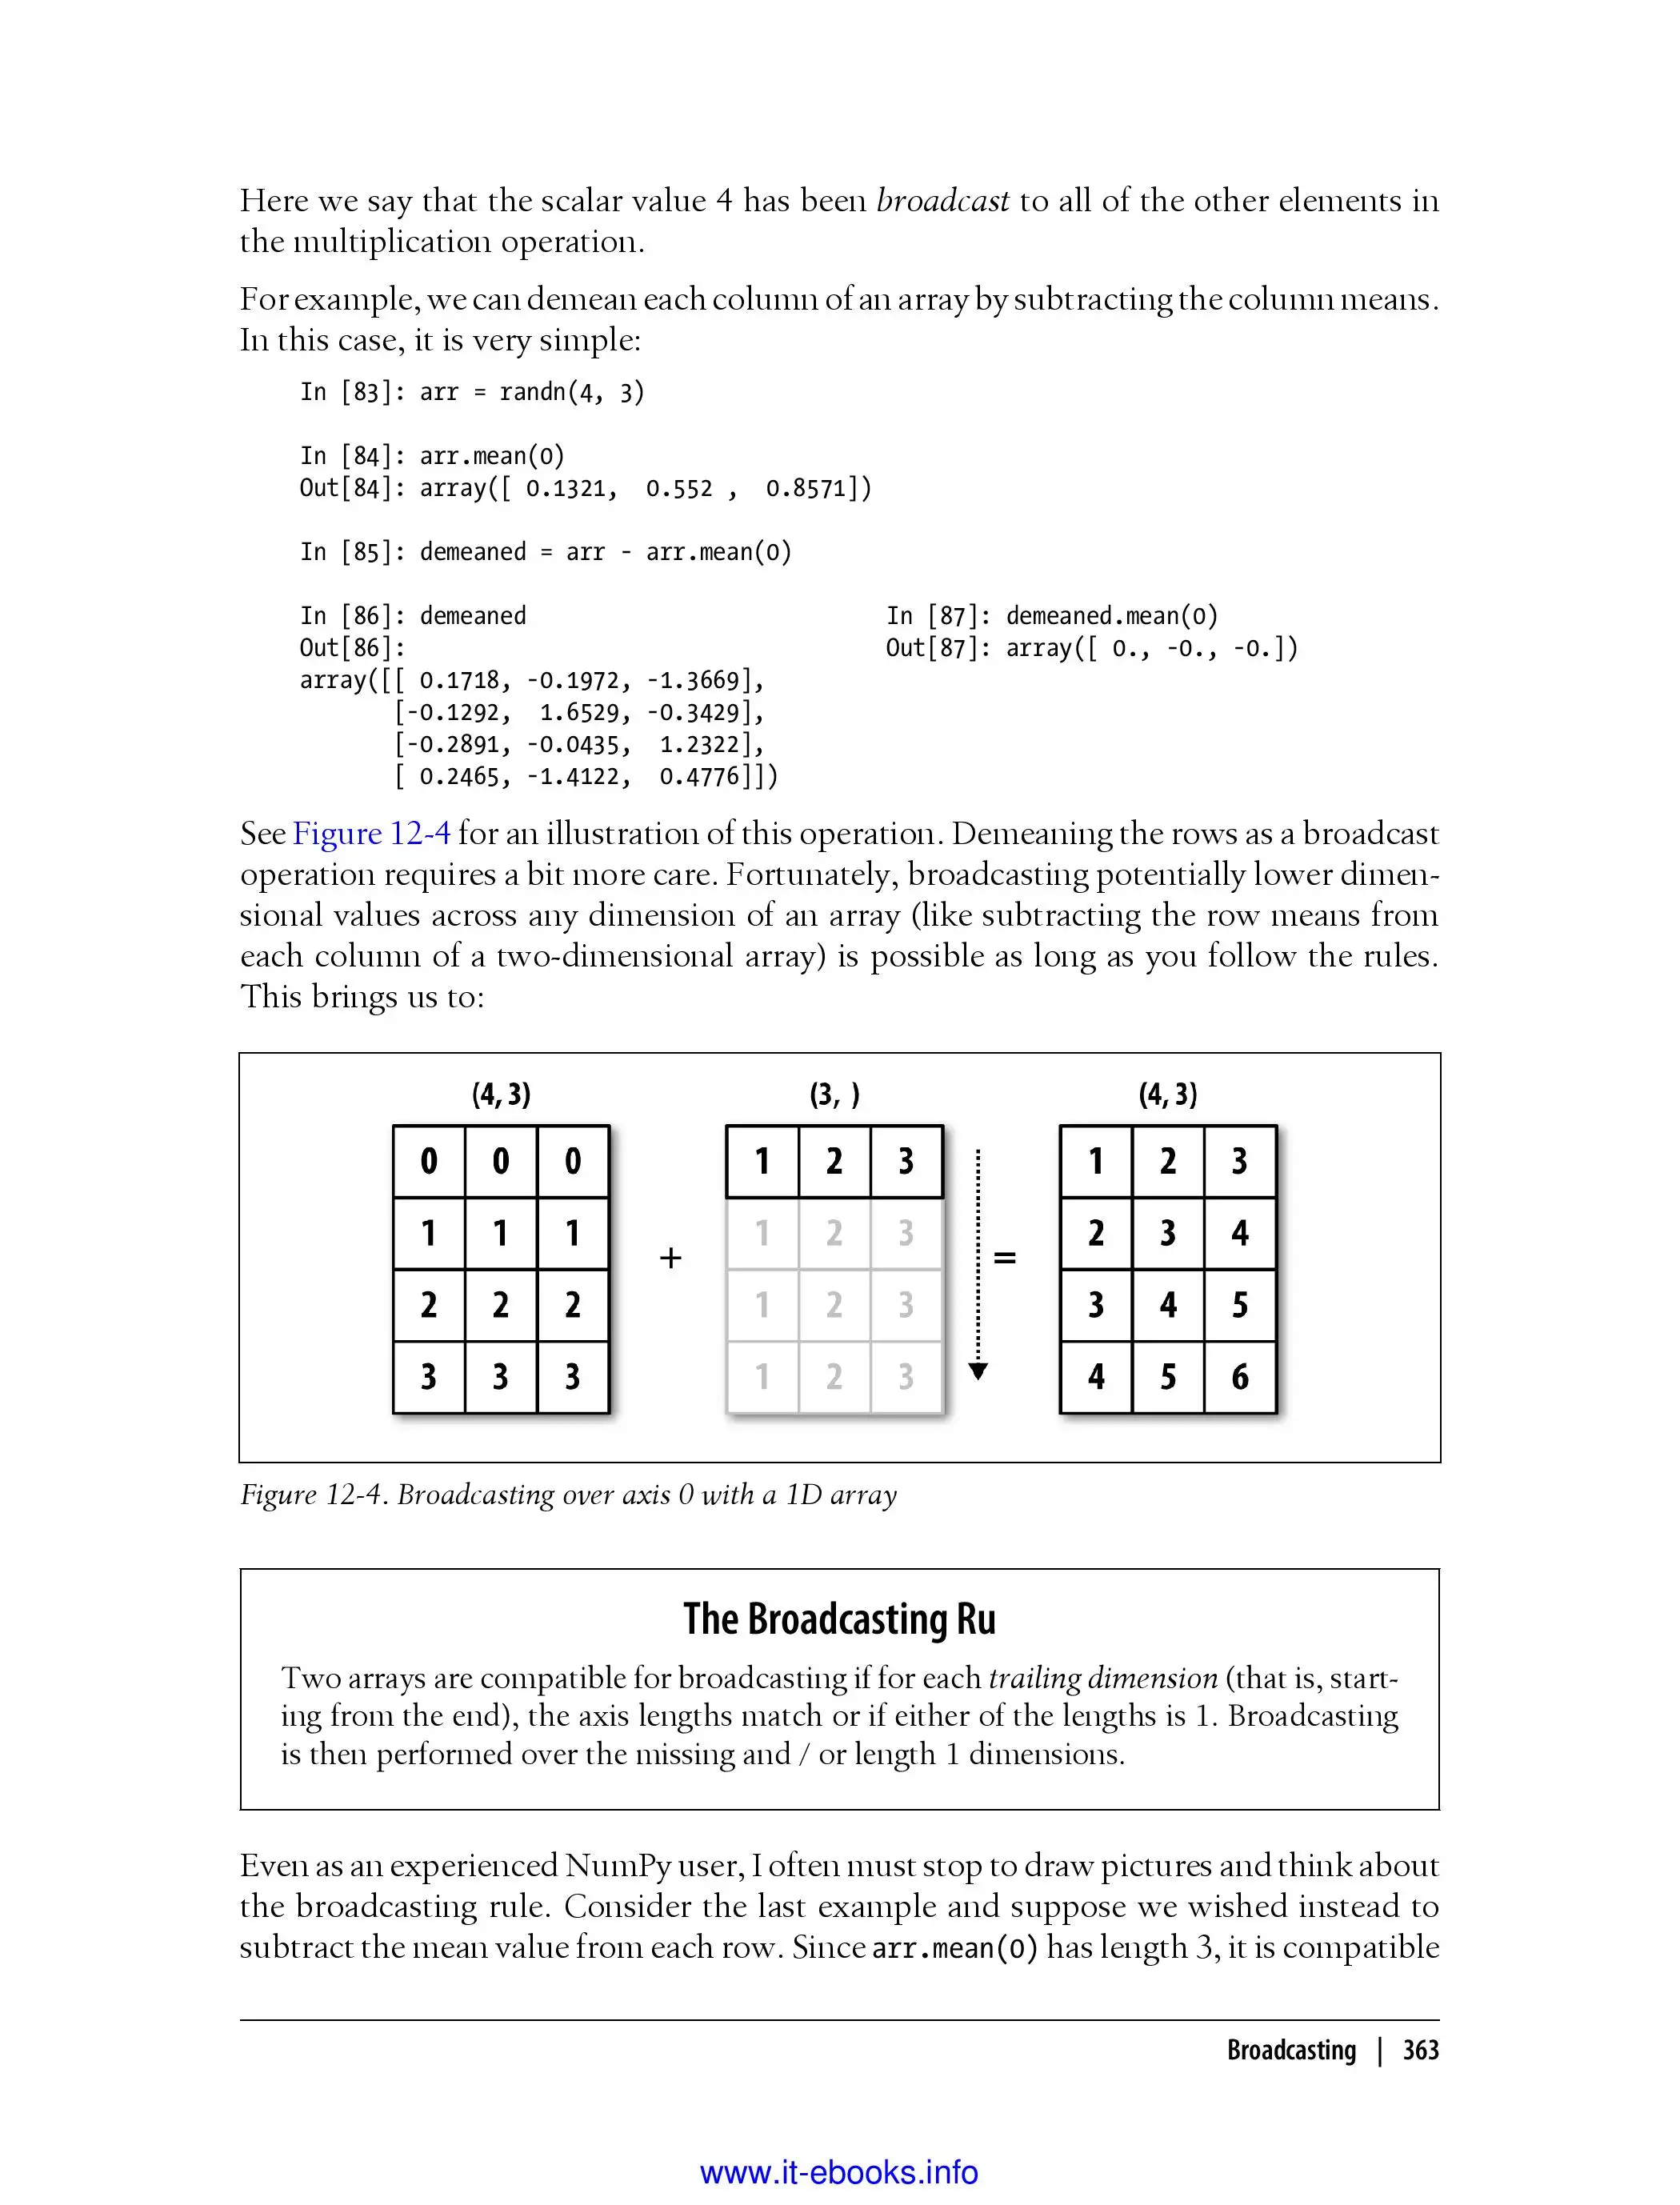 Here we say that the scalar value 4 has been broadcast to all of the other elements in
the multiplication operation.
For example, we can demean each column of an array by subtracting the column means.
In this case, it is very simple:
In [83]: arr = randn(4, 3)
In [84]: arr.mean(0)
Out[84]: array([ 0.1321,  0.552 ,  0.8571])
In [85]: demeaned = arr - arr.mean(0)
In [86]: demeaned                           In [87]: demeaned.mean(0)
Out[86]:                                    Out[87]: array([ 0., -0., -0.])
array([[ 0.1718, -0.1972, -1.3669],
       [-0.1292,  1.6529, -0.3429],
       [-0.2891, -0.0435,  1.2322],
       [ 0.2465, -1.4122,  0.4776]])
See Figure 12-4 for an illustration of this operation. Demeaning the rows as a broadcast
operation requires a bit more care. Fortunately, broadcasting potentially lower dimen-
sional values across any dimension of an array (like subtracting the row means from
each column of a two-dimensional array) is possible as long as you follow the rules.
This brings us to:
(4, 3) (3, ) (4, 3)
0 0 0 1 2 3 1 2 3
1 1 1 1 2 3 2 3 4
+ =
2 2 2 1 2 3 3 4 5
3 3 3 1 2 3 4 5 6
Figure 12-4. Broadcasting over axis 0 with a 1D array
The Broadcasting Ru
Two arrays are compatible for broadcasting if for each trailing dimension (that is, start-
ing from the end), the axis lengths match or if either of the lengths is 1. Broadcasting
is then performed over the missing and / or length 1 dimensions.
Even as an experienced NumPy user, I often must stop to draw pictures and think about
the broadcasting rule. Consider the last example and suppose we wished instead to
subtract the mean value from each row. Since arr.mean(0) has length 3, it is compatible
Broadcasting | 363
www.it-ebooks.info